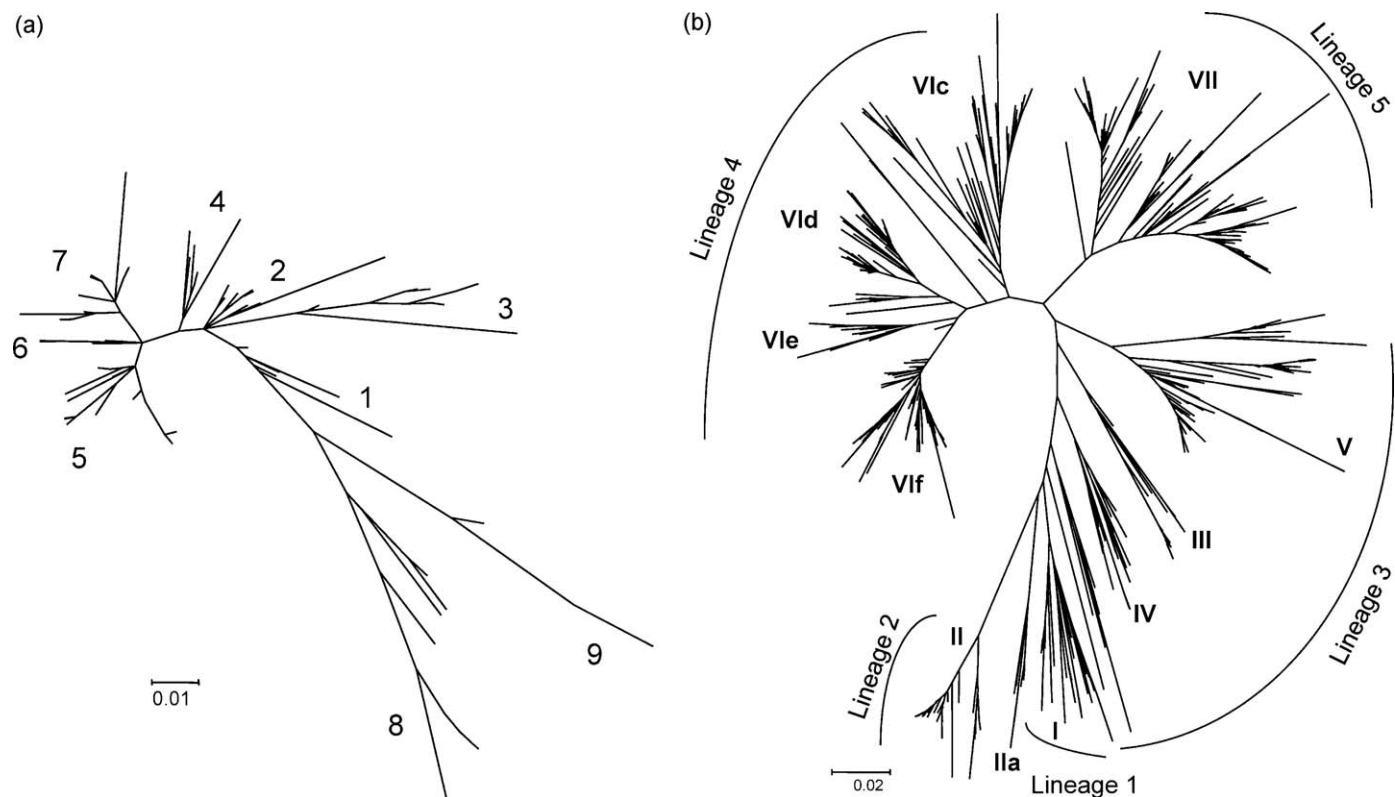 (a)
4
7
2
3
6
1
5
9
0.01
8
(b)
VIc
VII
Lineage 5
Lineage 4
VId
VIe
V
VIf
III
Lineage 3
IV
Lineage 2
II
I
IIa
0.02
Lineage 1